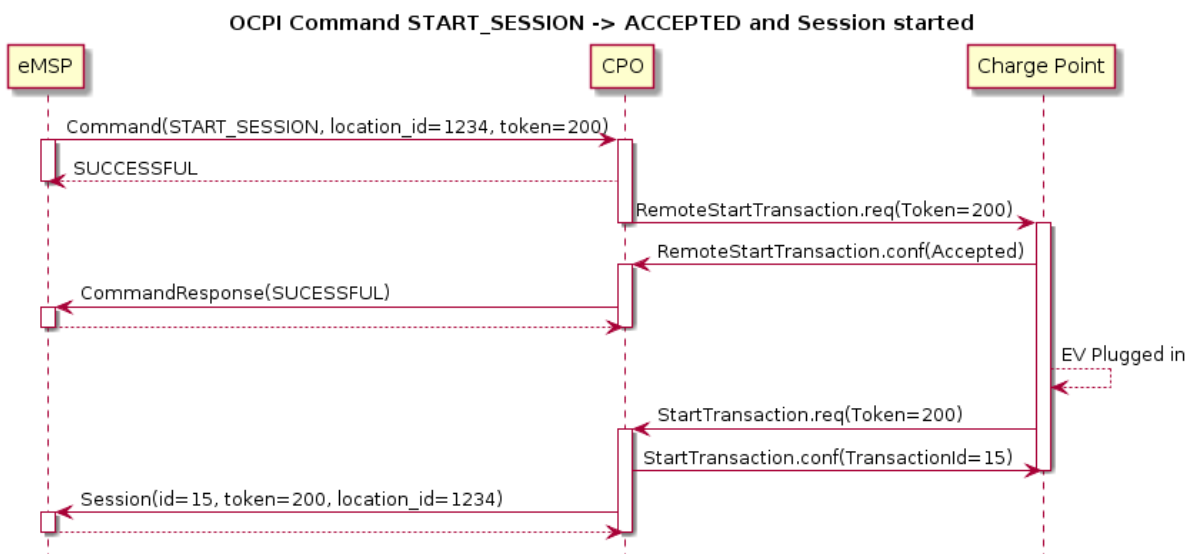 OCPI Command START_SESSION -> ACCEPTED and Session started
eMSP
CPO
Charge Point
Command(START_SESSION, location_id=1234, token=200)
SUCCESSFUL
RemoteStartTransaction.req(Token=200)
RemoteStartTransaction.conf(Accepted)
CommandResponse(SUCESSFUL)
EV Plugged in
StartTransaction.req(Token=200)
StartTransaction.conf(TransactionId=15)
Session(id=15, token=200, location_id=1234)